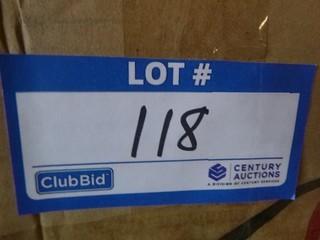 LOT #
118
ClubBid
CENTURY
AUCTIONS
A DIVISION OF CENTURY SERVICES